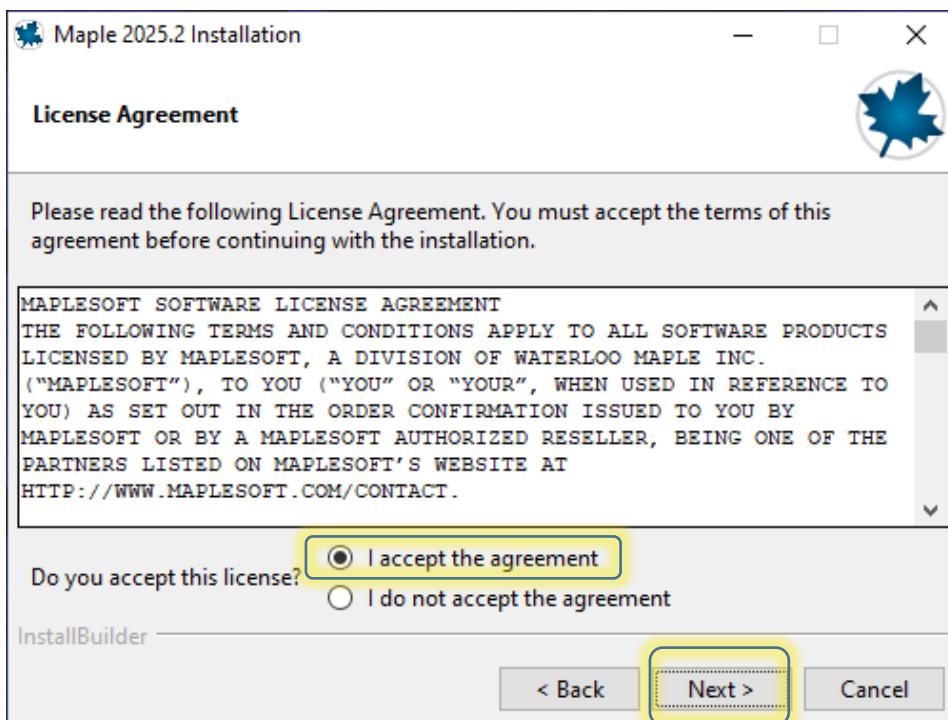 Maple 2025.2 Installation
License Agreement
Please read the following License Agreement. You must accept the terms of this
agreement before continuing with the installation.
MAPLESOFT SOFTWARE LICENSE AGREEMENT
THE FOLLOWING TERMS AND CONDITIONS APPLY TO ALL SOFTWARE PRODUCTS
LICENSED BY MAPLESOFT, A DIVISION OF WATERLOO MAPLE INC.
(“MAPLESOFT”), TO YOU (“YOU” OR “YOUR”, WHEN USED IN REFERENCE TO
YOU) AS SET OUT IN THE ORDER CONFIRMATION ISSUED TO YOU BY
MAPLESOFT OR BY A MAPLESOFT AUTHORIZED RESELLER, BEING ONE OF THE
PARTNERS LISTED ON MAPLESOFT’S WEBSITE AT
HTTP://WWW.MAPLESOFT.COM/CONTACT.
Do you accept this license?
I accept the agreement
I do not accept the agreement
InstallBuilder
< Back Next > Cancel